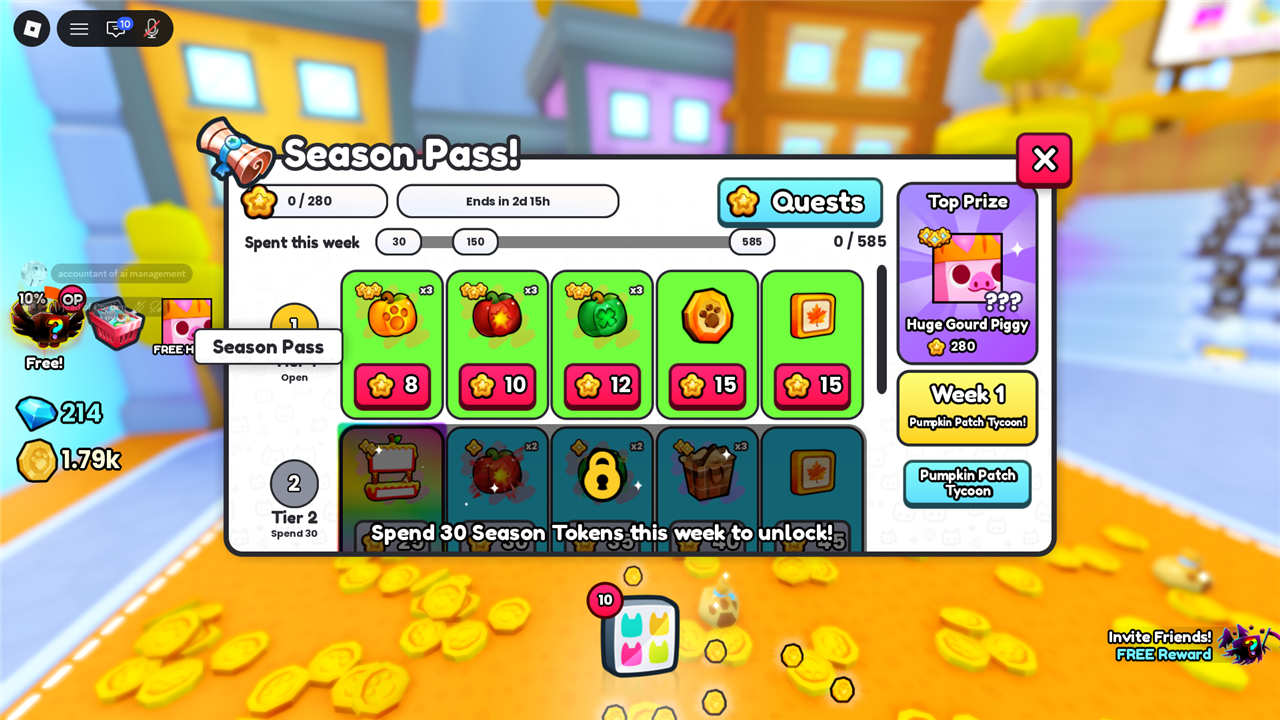 10
Season Pass!
0 / 280
Ends in 2d 15h
Quests
Spent this week
30
150
585
0 / 585
Top Prize
???
Huge Gourd Piggy
280
accountant of ai management
10%
OP
Free!
FREE H
Season Pass
1
Open
x3
x3
x3
8
10
12
15
15
Week 1
Pumpkin Patch Tycoon!
Pumpkin Patch
Tycoon
214
1.79k
2
Tier 2
Spend 30
x2
x2
x3
Spend 30 Season Tokens this week to unlock!
10
Invite Friends!
FREE Reward